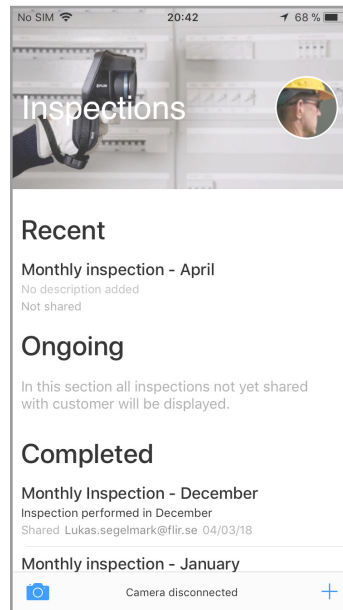 No SIM 20:42 68 %
Inspections
Recent
Monthly inspection - April
No description added
Not shared
Ongoing
In this section all inspections not yet shared
with customer will be displayed.
Completed
Monthly Inspection - December
Inspection performed in December
Shared Lukas.segelmark@flir.se 04/03/18
Monthly inspection - January
Camera disconnected